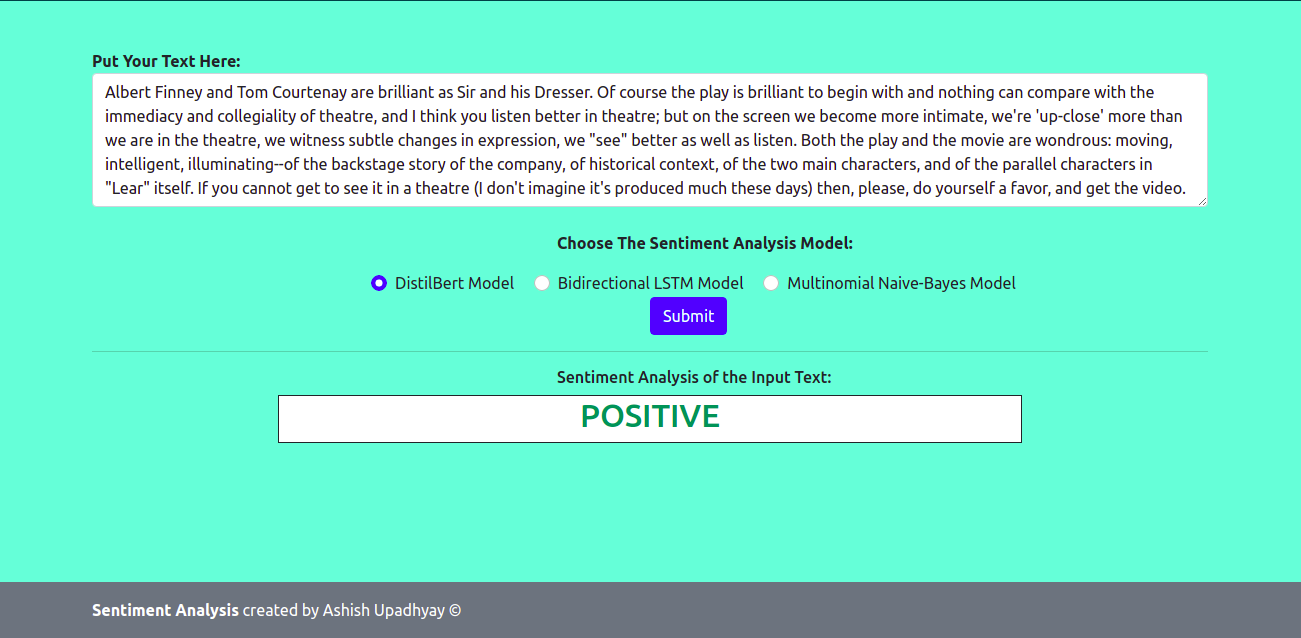 Put Your Text Here:
Albert Finney and Tom Courtenay are brilliant as Sir and his Dresser. Of course the play is brilliant to begin with and nothing can compare with the
immediacy and collegiality of theatre, and I think you listen better in theatre; but on the screen we become more intimate, we're 'up-close' more than
we are in the theatre, we witness subtle changes in expression, we "see" better as well as listen. Both the play and the movie are wondrous: moving,
intelligent, illuminating--of the backstage story of the company, of historical context, of the two main characters, and of the parallel characters in
"Lear" itself. If you cannot get to see it in a theatre (I don't imagine it's produced much these days) then, please, do yourself a favor, and get the video.
Choose The Sentiment Analysis Model:
DistilBert Model Bidirectional LSTM Model Multinomial Naive-Bayes Model
Submit
Sentiment Analysis of the Input Text:
POSITIVE
Sentiment Analysis created by Ashish Upadhyay ©